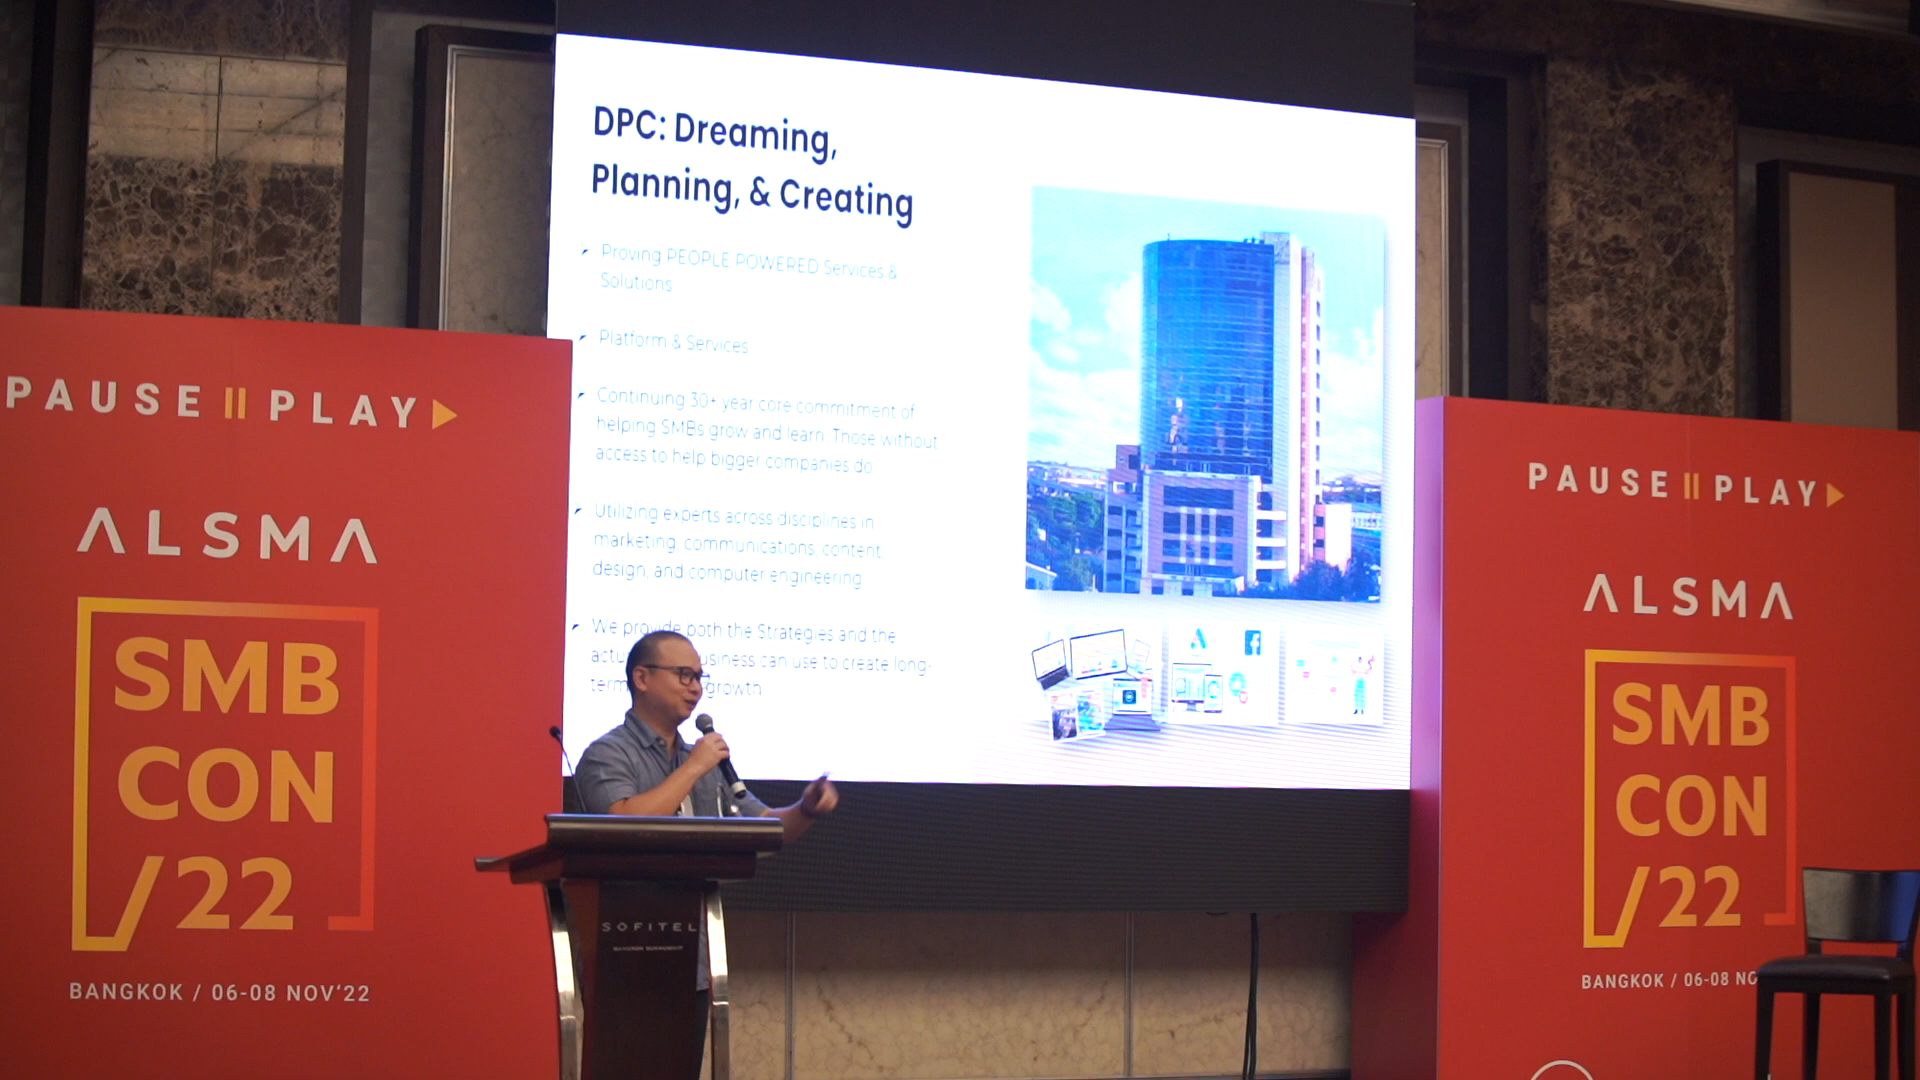 DPC: Dreaming,
Planning, & Creating
Proving PEOPLE POWERED Services &
Solutions
Platform & Services
Continuing 30+ year core commitment of
helping SMBs grow and learn. Those without
access to help bigger companies do.
Utilizing experts across disciplines in
marketing, communications, content,
design, and computer engineering.
We provide both the Strategies and the
business can use to create long-
term growth
PAUSE PLAY
ALSMA
SMB
CON
/22
BANGKOK / 06-08 NOV'22
SOFITEL
PAUSE PLAY
ALSMA
SMB
CON
/22
BANGKOK / 06-08